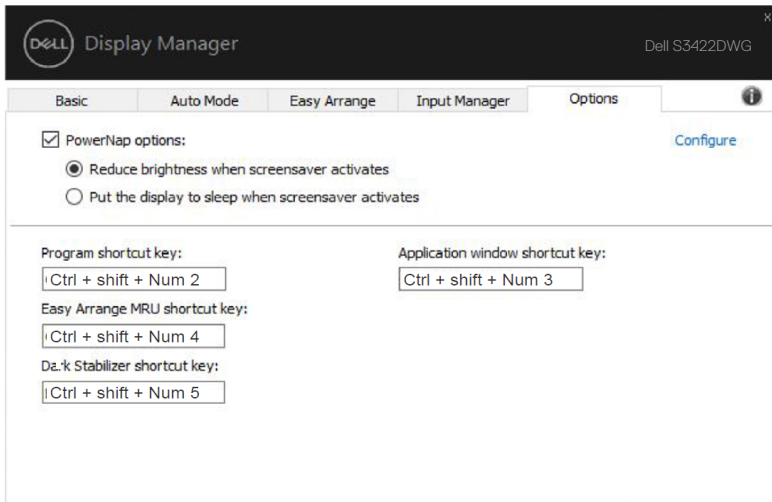 x
DELL Display Manager
Dell S3422DWG
Basic Auto Mode Easy Arrange Input Manager Options
PowerNap options: Configure
Reduce brightness when screensaver activates
Put the display to sleep when screensaver activates
Program shortcut key: Application window shortcut key:
Ctrl + shift + Num 2 Ctrl + shift + Num 3
Easy Arrange MRU shortcut key:
Ctrl + shift + Num 4
Dark Stabilizer shortcut key:
Ctrl + shift + Num 5